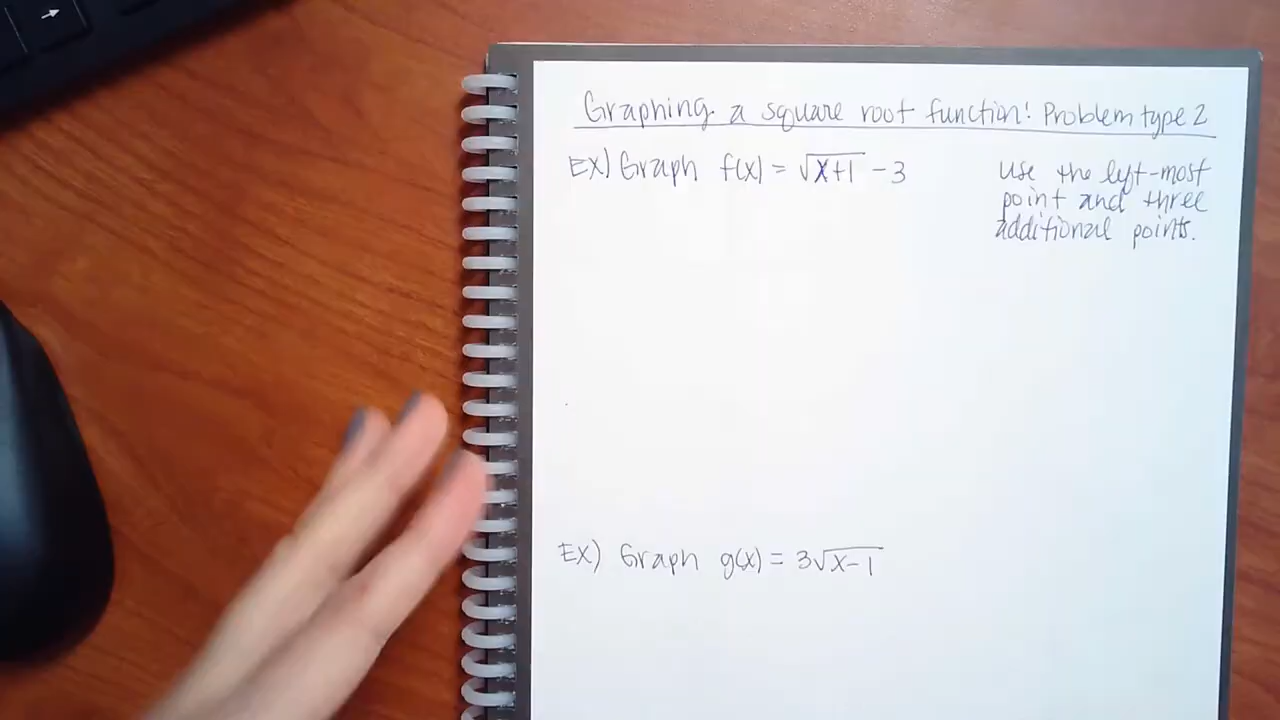 Graphing a square root function: Problem type 2
Ex) Graph f(x) = √x+1 - 3
Use the left-most
point and three
additional points.
Ex) Graph g(x) = 3√x-1